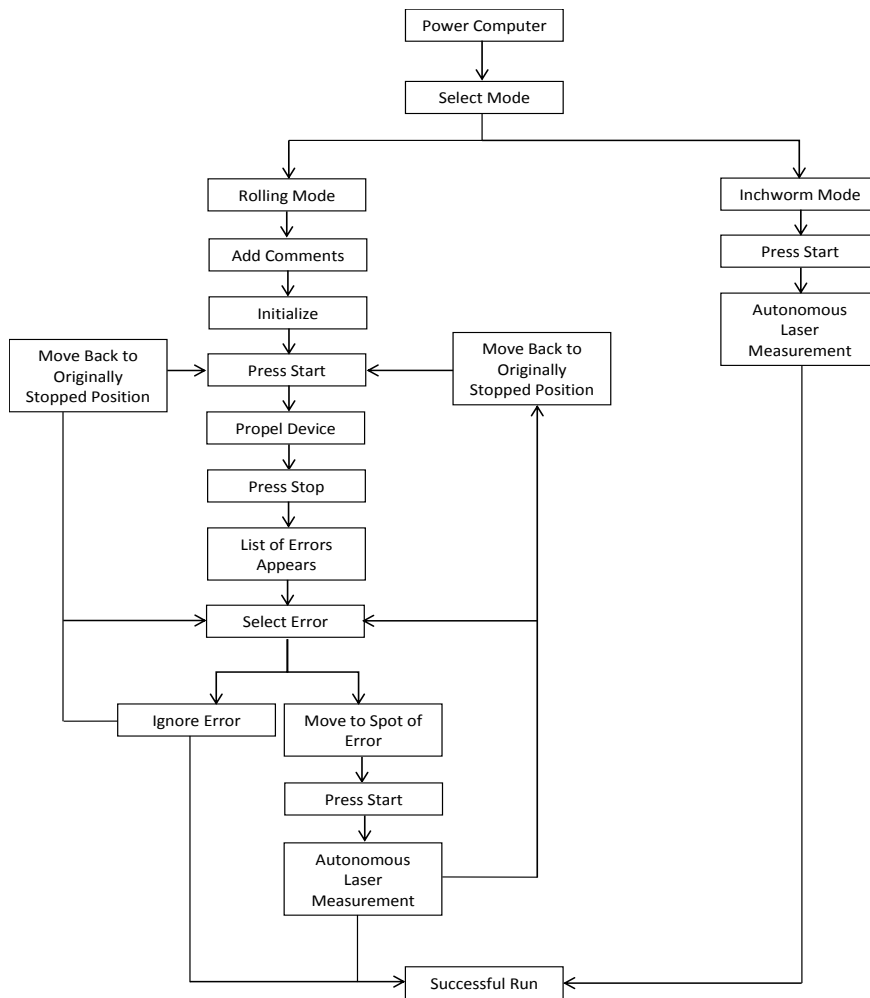 Power Computer
Select Mode
Rolling Mode
Inchworm Mode
Add Comments
Press Start
Initialize
Autonomous
Laser
Measurement
Move Back to
Originally
Stopped Position
Press Start
Move Back to
Originally
Stopped Position
Propel Device
Press Stop
List of Errors
Appears
Select Error
Ignore Error
Move to Spot of
Error
Press Start
Autonomous
Laser
Measurement
Successful Run